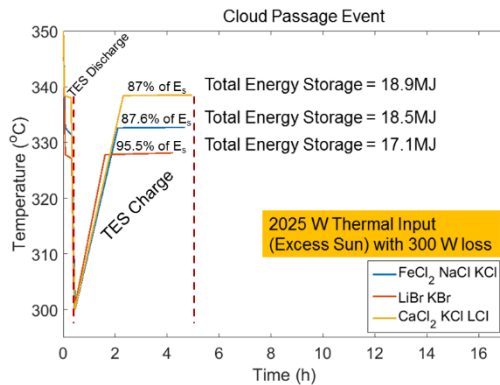 Cloud Passage Event
350
340
330
320
310
300
Temperature (°C)
TES Discharge
87% of Es
Total Energy Storage = 18.9MJ
87.6% of Es
Total Energy Storage = 18.5MJ
95.5% of Es
Total Energy Storage = 17.1MJ
TES Charge
2025 W Thermal Input
(Excess Sun) with 300 W loss
FeCl2 NaCl KCl
LiBr KBr
CaCl2 KCl LCl
0 2 4 6 8 10 12 14 16
Time (h)